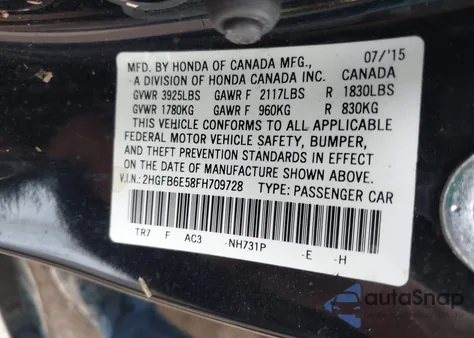 MFD. BY HONDA OF CANADA MFG., 07/'15
A DIVISION OF HONDA CANADA INC. CANADA
GVWR 3925LBS GAWR F 2117LBS R 1830LBS
GVWR 1780KG GAWR F 960KG R 830KG
THIS VEHICLE CONFORMS TO ALL APPLICABLE
FEDERAL MOTOR VEHICLE SAFETY, BUMPER,
AND THEFT PREVENTION STANDARDS IN EFFECT
ON THE DATE OF MANUFACTURE SHOWN ABOVE.
V.I.N.: 2HGFB6E58FH709728 TYPE: PASSENGER CAR
TR7 F AC3 -NH731P -E -H
autoSnap